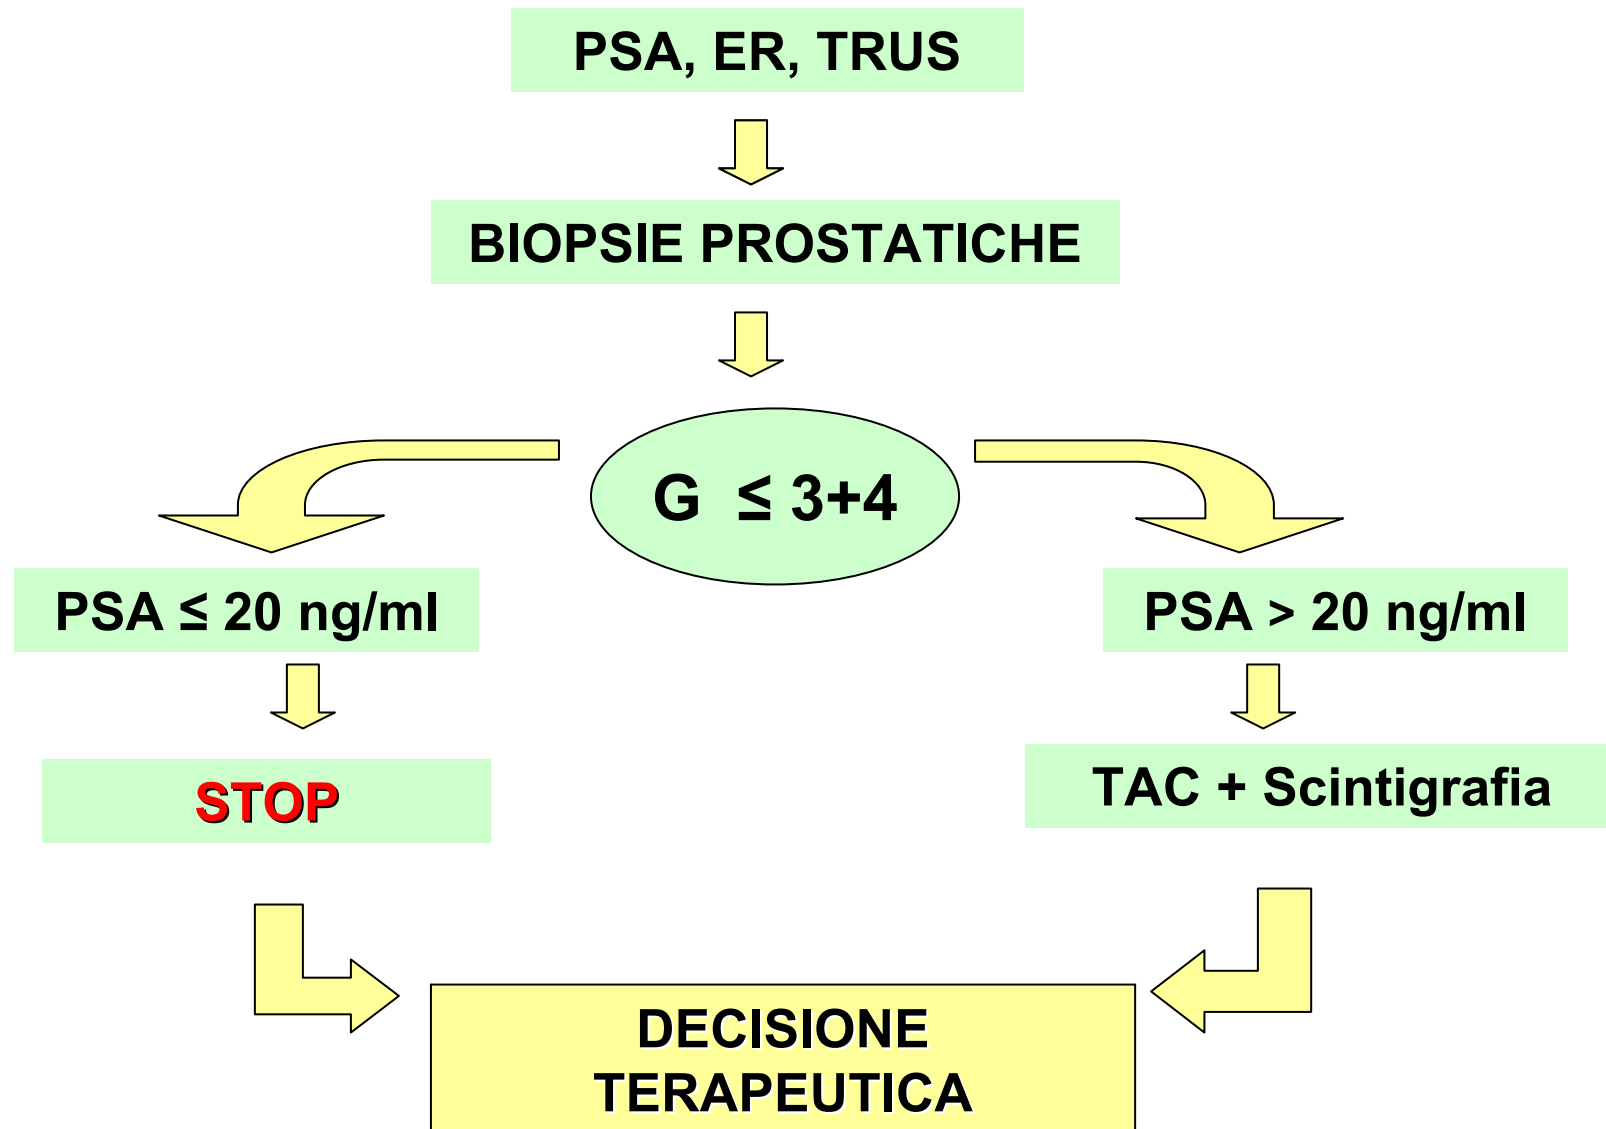 PSA, ER, TRUS
BIOPSIE PROSTATICHE
G ≤ 3+4
PSA ≤ 20 ng/ml
PSA > 20 ng/ml
STOP
TAC + Scintigrafia
DECISIONE
TERAPEUTICA